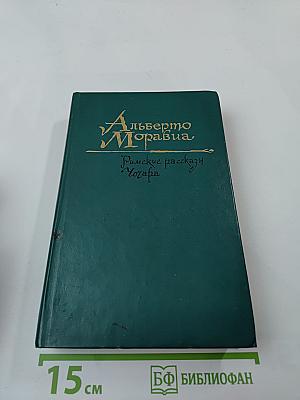 Альберто
Моравиа
Римские рассказы
Чочара
15 см
БФ БИБЛИОФАН